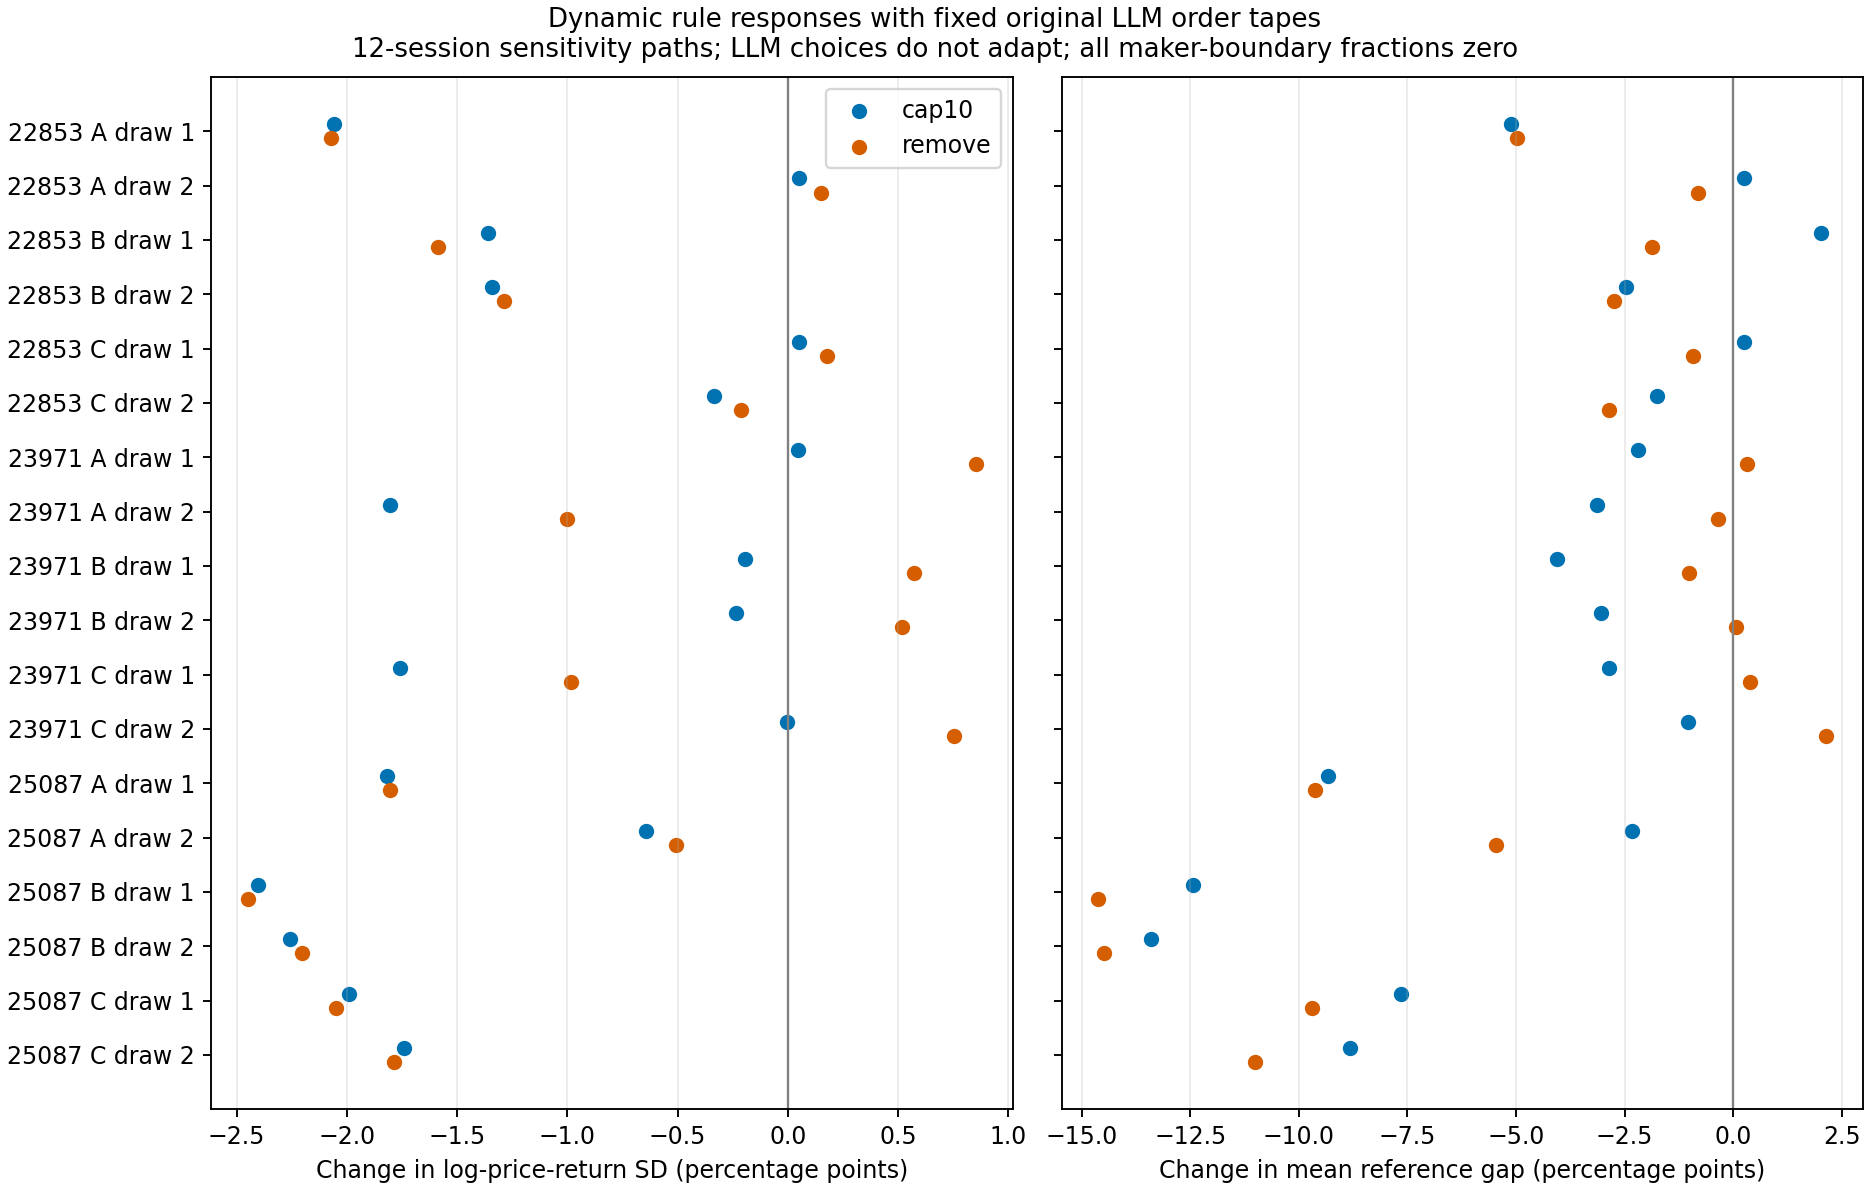 Dynamic rule responses with fixed original LLM order tapes
12-session sensitivity paths; LLM choices do not adapt; all maker-boundary fractions zero
cap10
remove
22853 A draw 1
22853 A draw 2
22853 B draw 1
22853 B draw 2
22853 C draw 1
22853 C draw 2
23971 A draw 1
23971 A draw 2
23971 B draw 1
23971 B draw 2
23971 C draw 1
23971 C draw 2
25087 A draw 1
25087 A draw 2
25087 B draw 1
25087 B draw 2
25087 C draw 1
25087 C draw 2
−2.5 −2.0 −1.5 −1.0 −0.5 0.0 0.5 1.0
Change in log-price-return SD (percentage points)
−15.0 −12.5 −10.0 −7.5 −5.0 −2.5 0.0 2.5
Change in mean reference gap (percentage points)